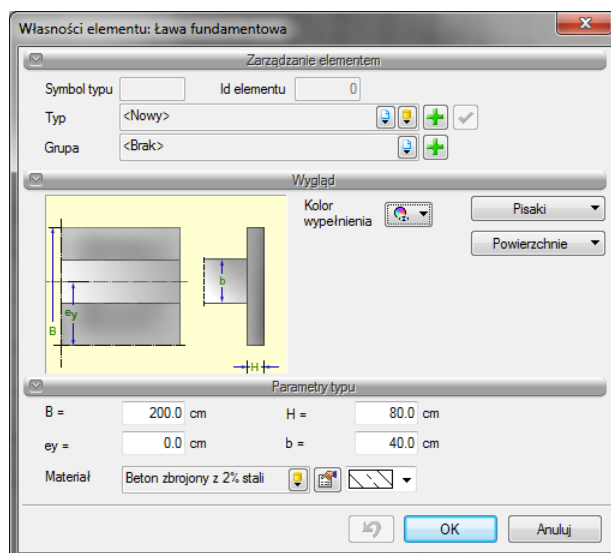 Własności elementu: Ława fundamentowa
Zarządzanie elementem
Symbol typu Id elementu 0
Typ <Nowy>
Grupa <Brak>
Wygląd
Kolor wypełnienia Pisaki
Powierzchnie
B ey b H
Parametry typu
B = 200.0 cm H = 80.0 cm
ey = 0.0 cm b = 40.0 cm
Materiał Beton zbrojony z 2% stali
OK Anuluj